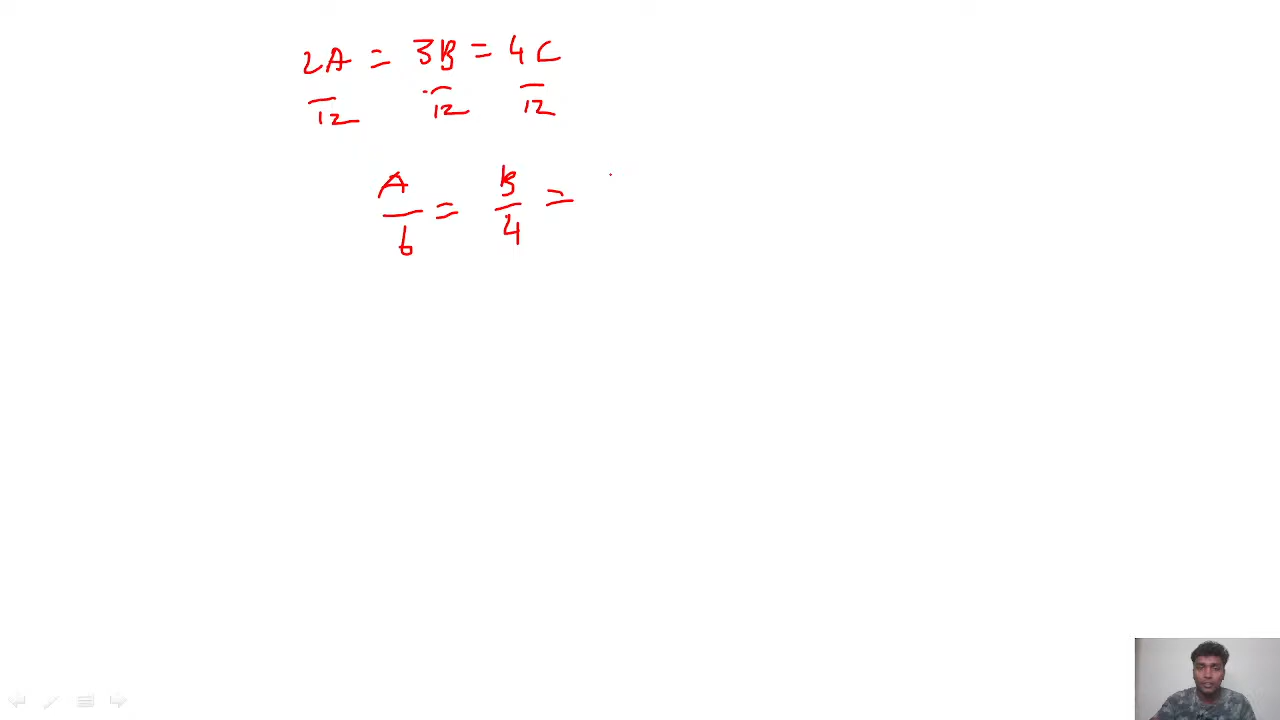 2A = 3B = 4C
12 12 12
A/6 = B/4 =